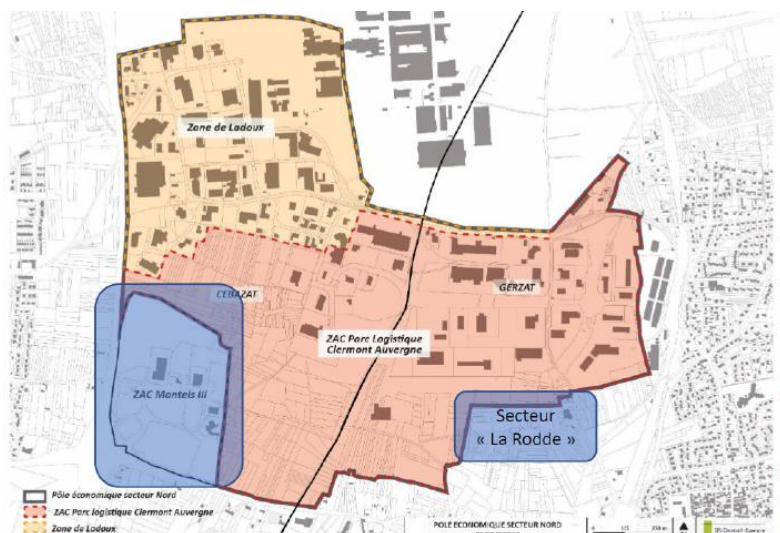 Zone de Ladoux
CEBAZAT
GERZAT
ZAC Parc Logistique
Clermont Auvergne
ZAC Montels III
Secteur
« La Rodde »
Pôle économique secteur Nord
ZAC Parc logistique Clermont Auvergne
Zone de Ladoux
POLE ECONOMIQUE SECTEUR NORD
0